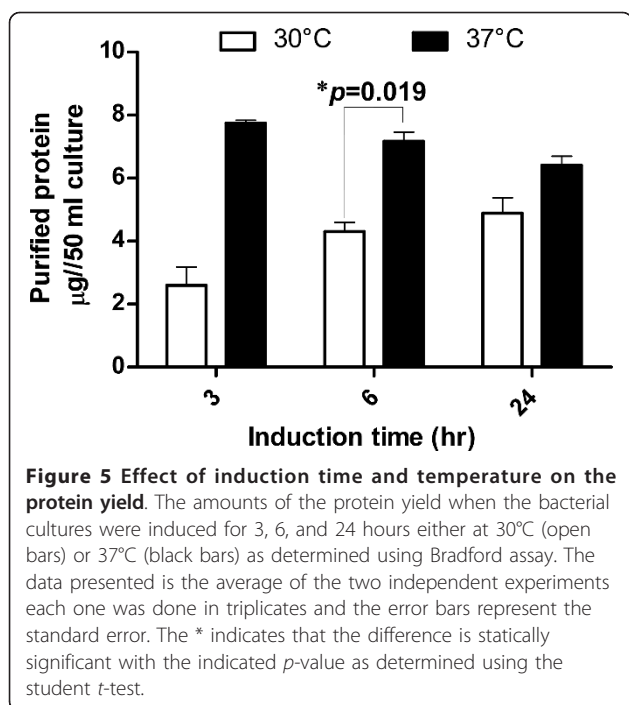 30°C 37°C
10
*p=0.019
8
6
4
2
0
Purified protein
µg//50 ml culture
3 6 24
Induction time (hr)
Figure 5 Effect of induction time and temperature on the
protein yield. The amounts of the protein yield when the bacterial
cultures were induced for 3, 6, and 24 hours either at 30°C (open
bars) or 37°C (black bars) as determined using Bradford assay. The
data presented is the average of the two independent experiments
each one was done in triplicates and the error bars represent the
standard error. The * indicates that the difference is statically
significant with the indicated p-value as determined using the
student t-test.